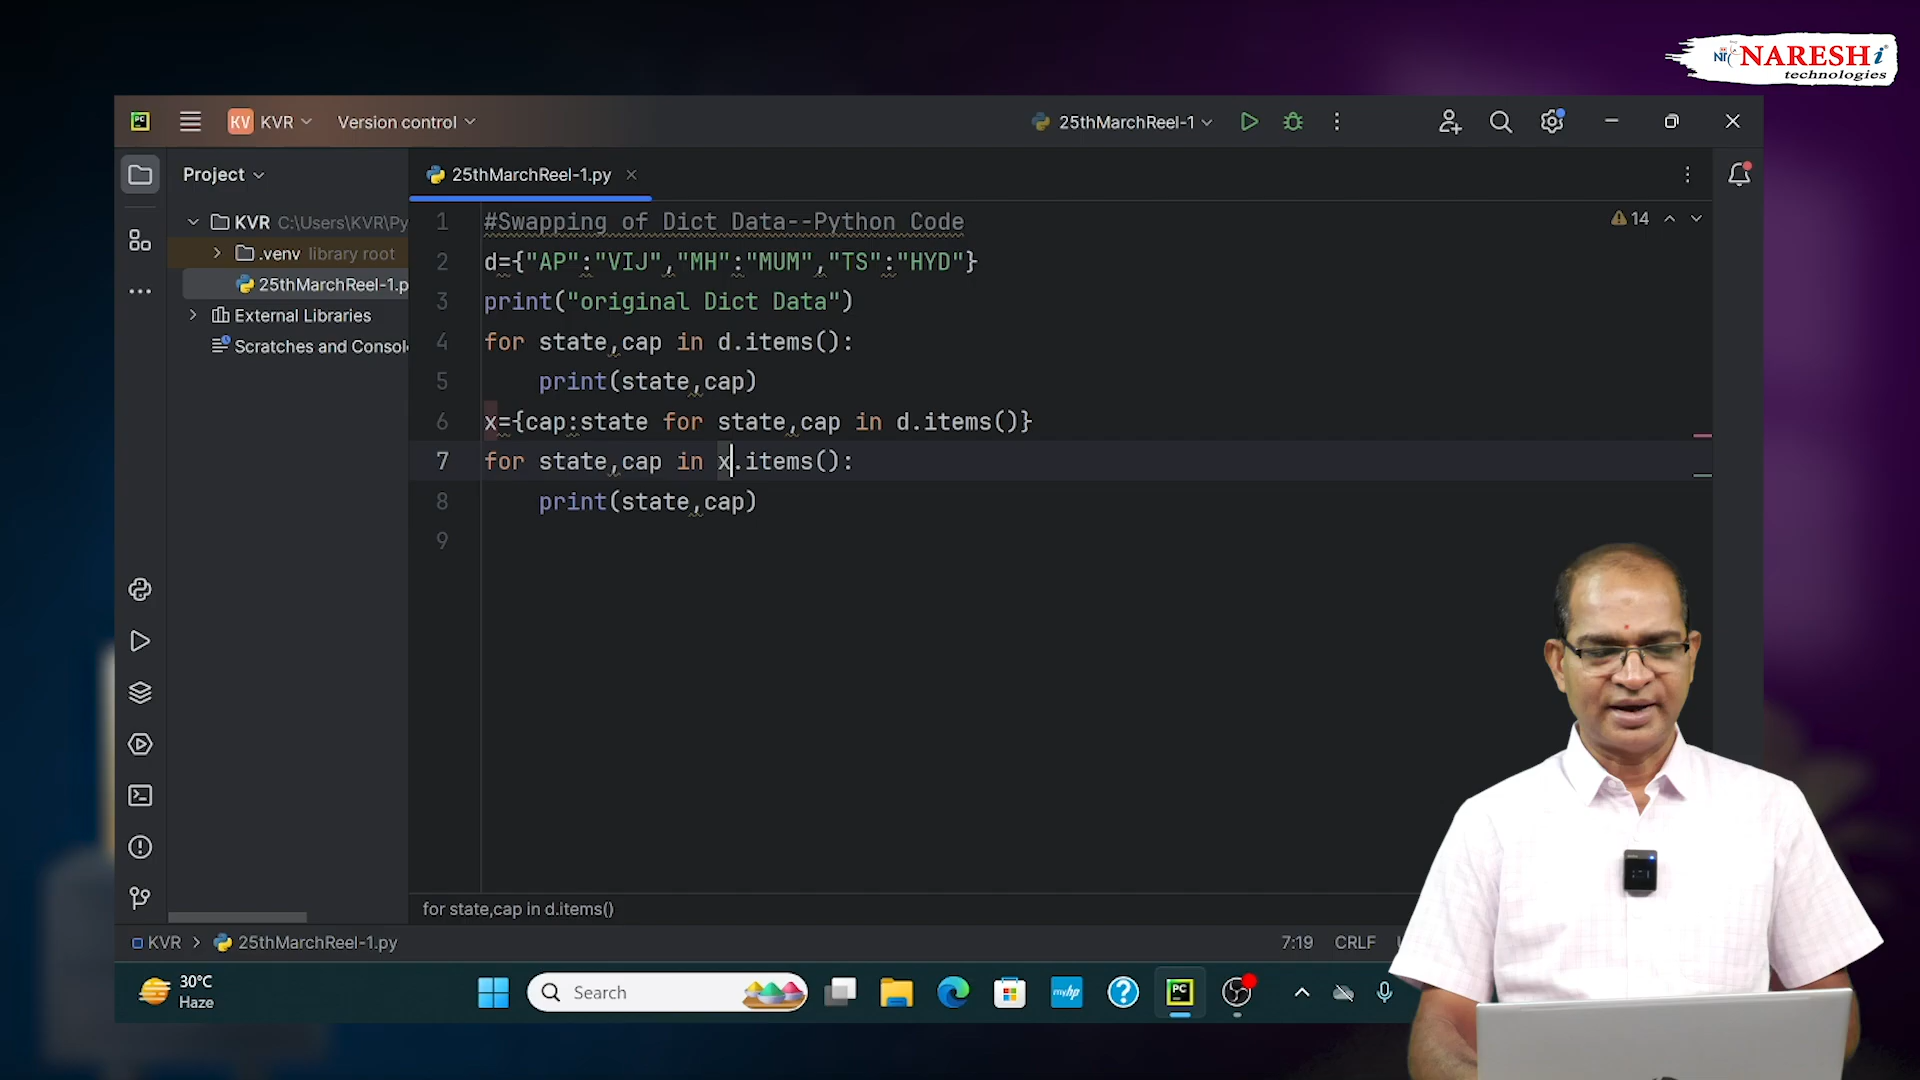 NARESH i
technologies
KV KVR Version control 25thMarchReel-1
Project 25thMarchReel-1.py
KVR C:\Users\KVR\Py
.venv library root
25thMarchReel-1.p
External Libraries
Scratches and Consol
14
1 #Swapping of Dict Data--Python Code
2 d={"AP":"VIJ","MH":"MUM","TS":"HYD"}
3 print("original Dict Data")
4 for state,cap in d.items():
5 print(state,cap)
6 x={cap:state for state,cap in d.items()}
7 for state,cap in x.items():
8 print(state,cap)
9
for state,cap in d.items()
KVR > 25thMarchReel-1.py 7:19 CRLF
30°C
Haze
Search
myhp
PC